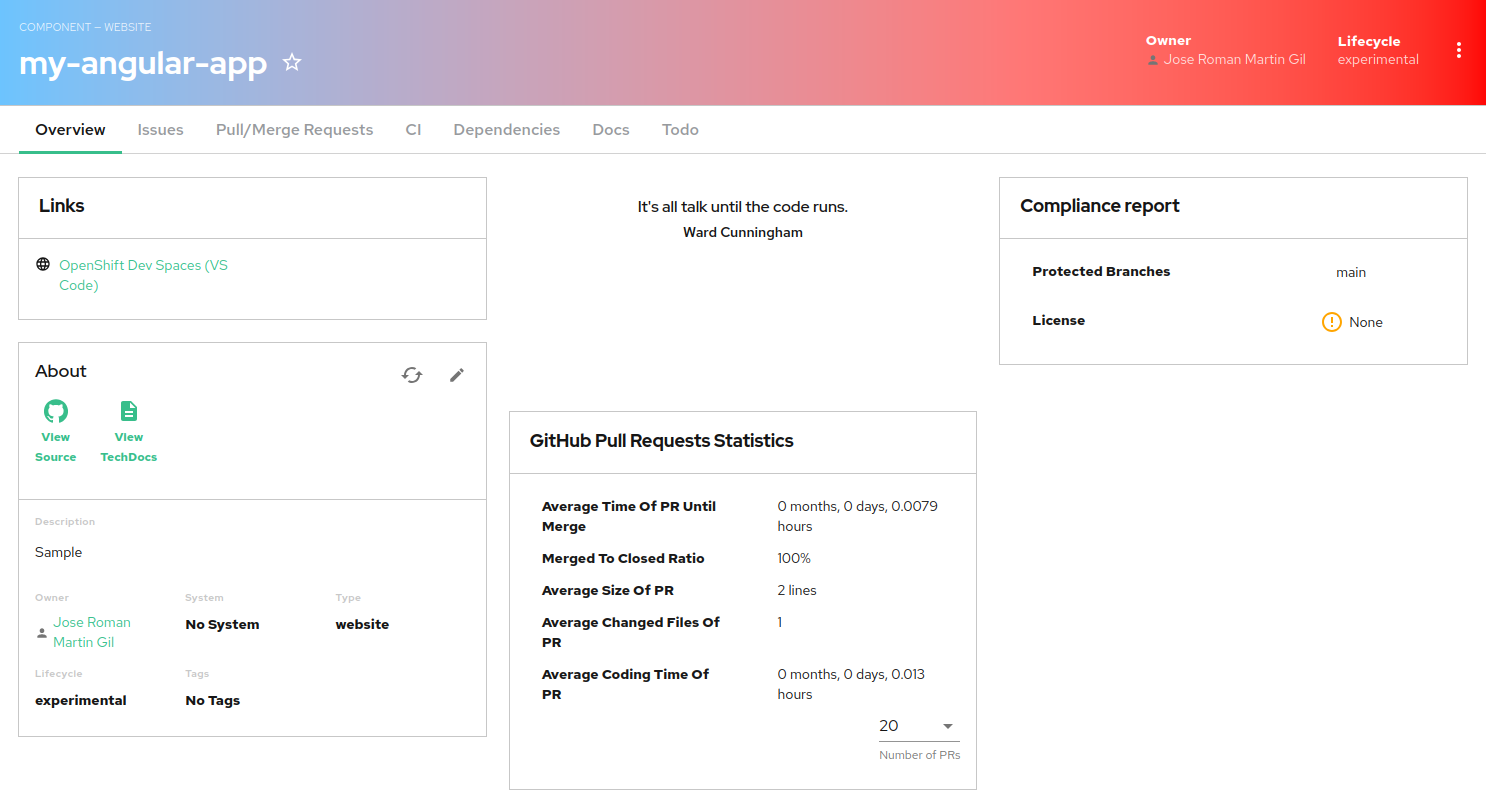 COMPONENT — WEBSITE
my-angular-app
Owner
Jose Roman Martin Gil
Lifecycle
experimental
Overview
Issues
Pull/Merge Requests
CI
Dependencies
Docs
Todo
Links
OpenShift Dev Spaces (VS
Code)
About
View
Source
View
TechDocs
Description
Sample
Owner
Jose Roman
Martin Gil
System
No System
Type
website
Lifecycle
experimental
Tags
No Tags
It's all talk until the code runs.
Ward Cunningham
GitHub Pull Requests Statistics
Average Time Of PR Until
Merge
0 months, 0 days, 0.0079
hours
Merged To Closed Ratio
100%
Average Size Of PR
2 lines
Average Changed Files Of
PR
1
Average Coding Time Of
PR
0 months, 0 days, 0.013
hours
20
Number of PRs
Compliance report
Protected Branches
main
License
None